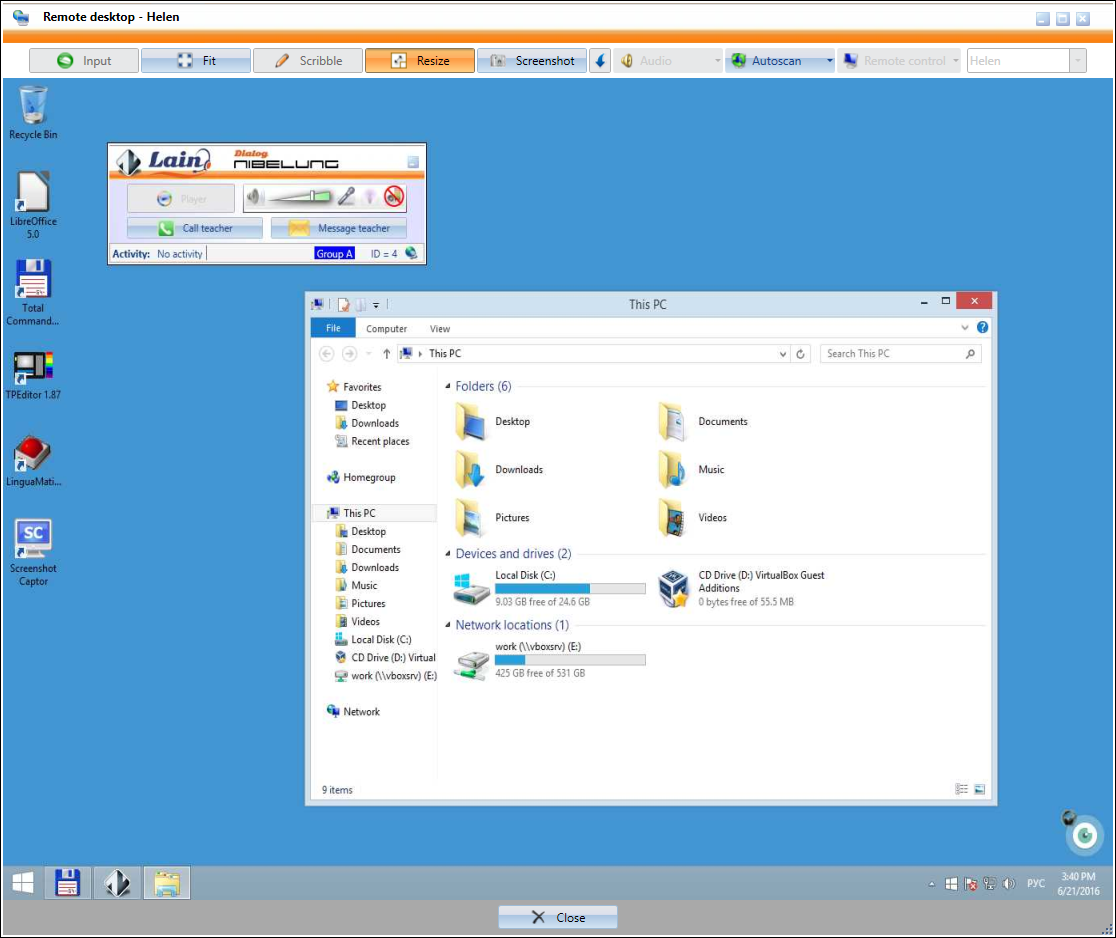 Remote desktop - Helen
Input Fit Scribble Resize Screenshot Audio Autoscan Remote control Helen
Recycle Bin
LibreOffice
5.0
Total
Command...
TPEditor 1.87
LinguaMati...
SC
Screenshot
Captor
Lain Dialog
NIBELUNG
Player
Call teacher Message teacher
Activity: No activity Group A ID = 4
This PC
File Computer View
This PC Search This PC
Favorites
Desktop
Downloads
Recent places
Homegroup
This PC
Desktop
Documents
Downloads
Music
Pictures
Videos
Local Disk (C:)
CD Drive (D:) Virtual
work (\\vboxsrv) (E:)
Network
Folders (6)
Desktop Documents
Downloads Music
Pictures Videos
Devices and drives (2)
Local Disk (C:)
9.03 GB free of 24.6 GB
CD Drive (D:) VirtualBox Guest
Additions
0 bytes free of 55.5 MB
Network locations (1)
work (\\vboxsrv) (E:)
425 GB free of 531 GB
9 items
РУС
3:40 PM
6/21/2016
Close